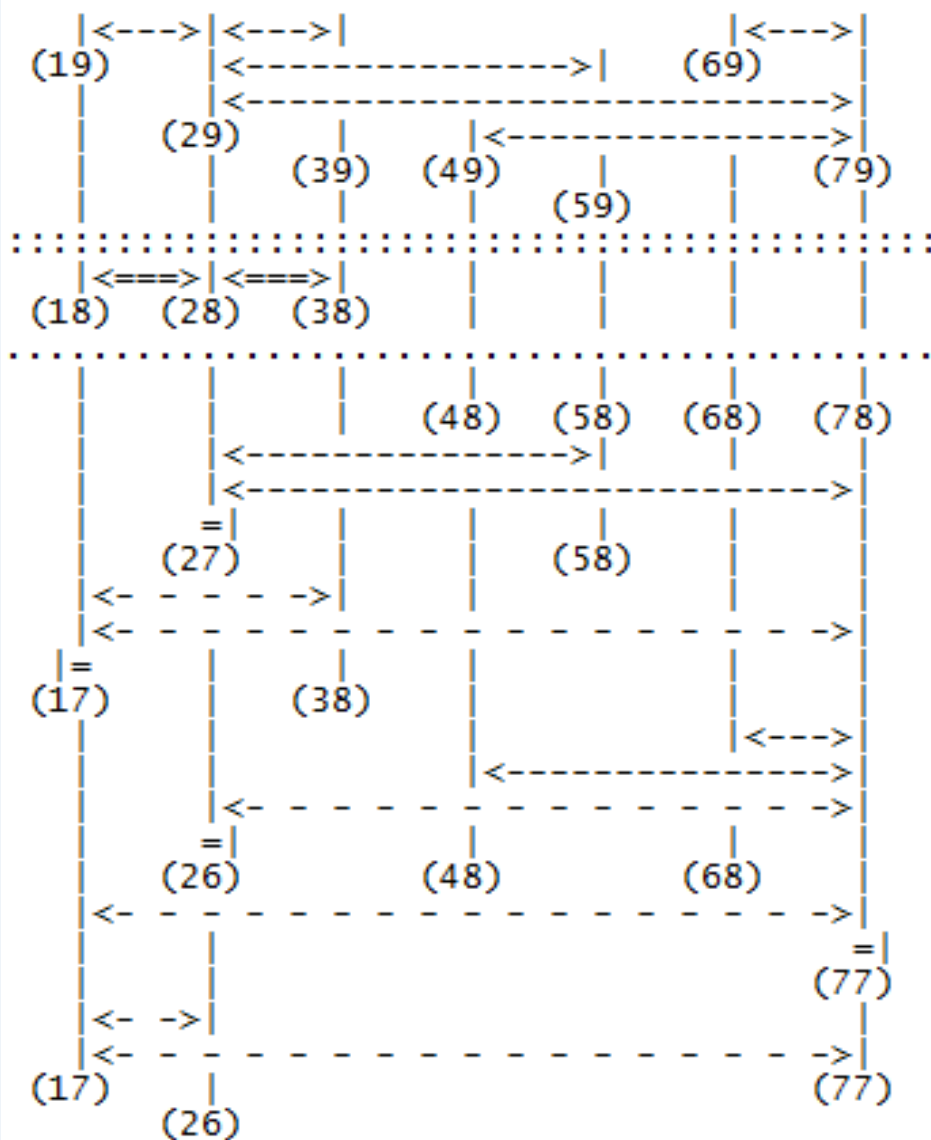 |<--->|<--->|                 |<--->|
(19)  |<--------------->|   (69)    |
|     |<--------------------------->|
|   (29)    |     |<--------------->|
|     |   (39)  (49)    |     |   (79)
|     |     |     |   (59)    |     |
:::::::::::::::::::::::::::::::::::::::::::
|<===>|<===>|     |     |     |     |
(18)  (28)  (38)  |     |     |     |
...........................................
|     |     |     |     |     |     |
|     |     |   (48)  (58)  (68)  (78)
|     |<--------------->|     |     |
|     |<--------------------------->|
|     =|    |     |     |     |     |
|   (27)    |     |   (58)    |     |
|<- - - - ->|     |           |     |
|<- - - - - - - - - - - - - - - - ->|
|=    |     |     |           |     |
(17)  |   (38)    |           |     |
|     |           |           |<--->|
|     |           |<--------------->|
|     |<- - - - - - - - - - - - - ->|
|     =|          |           |     |
|   (26)        (48)        (68)    |
|<- - - - - - - - - - - - - - - - ->|
|     |                             =|
|     |                           (77)
|<- ->|                             |
|<- - - - - - - - - - - - - - - - ->|
(17)  |                           (77)
(26)